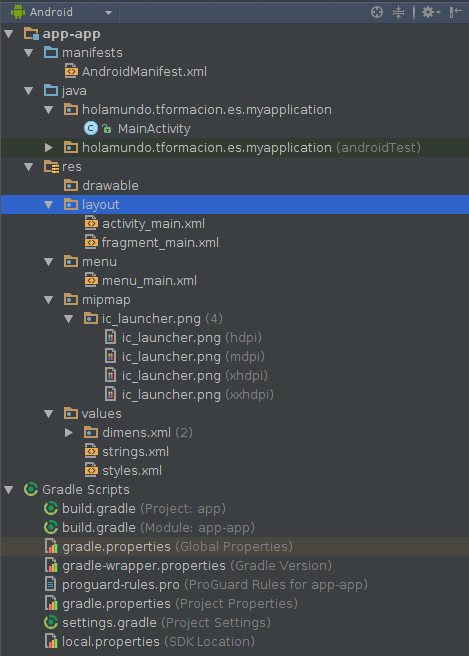 Android
app-app
manifests
AndroidManifest.xml
java
holamundo.tformacion.es.myapplication
MainActivity
holamundo.tformacion.es.myapplication (androidTest)
res
drawable
layout
activity_main.xml
fragment_main.xml
menu
menu_main.xml
mipmap
ic_launcher.png (4)
ic_launcher.png (hdpi)
ic_launcher.png (mdpi)
ic_launcher.png (xhdpi)
ic_launcher.png (xxhdpi)
values
dimens.xml (2)
strings.xml
styles.xml
Gradle Scripts
build.gradle (Project: app)
build.gradle (Module: app-app)
gradle.properties (Global Properties)
gradle-wrapper.properties (Gradle Version)
proguard-rules.pro (ProGuard Rules for app-app)
gradle.properties (Project Properties)
settings.gradle (Project Settings)
local.properties (SDK Location)